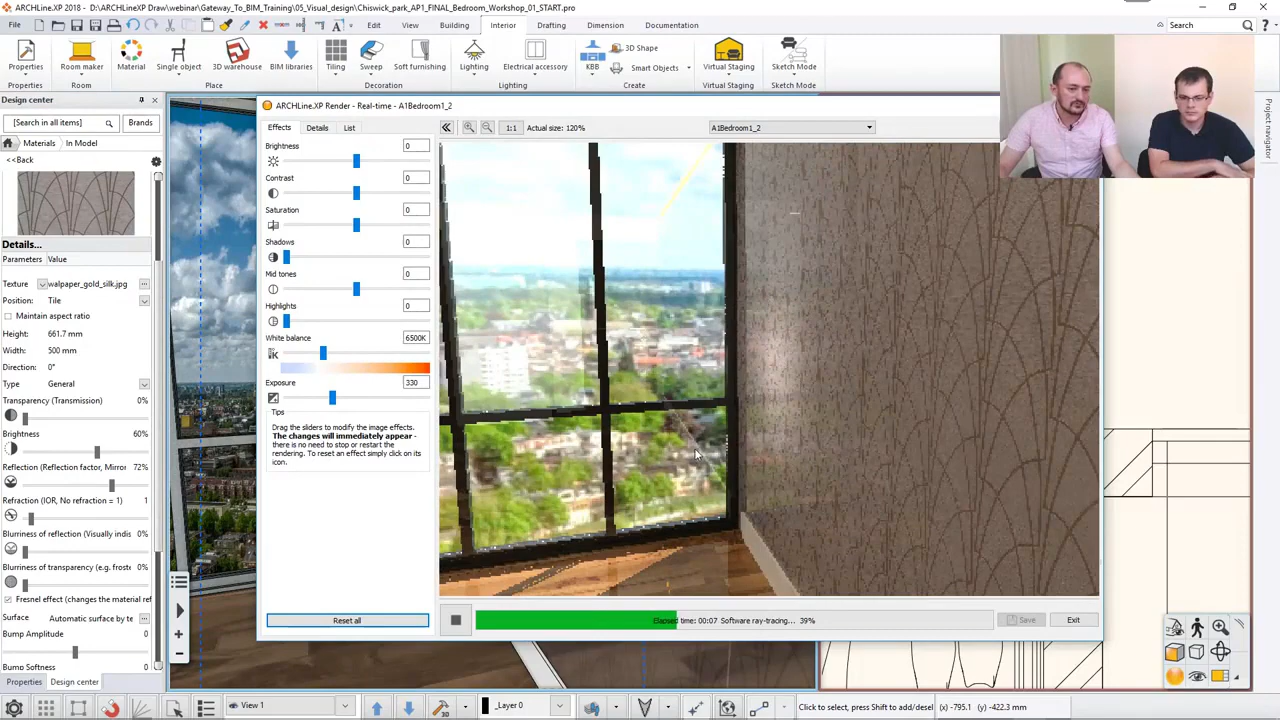 ARCHLine.XP 2018 - D:\ARCHLineXP Draw\webinar\Gateway_To_BIM_Training\05_Visual_design\Chiswick_park_AP1_FINAL_Bedroom_Workshop_01_START.pro
File
Edit
View
Building
Interior
Drafting
Dimension
Documentation
Search
Properties
Room maker
Material
Single object
3D warehouse
BIM libraries
Tiling
Sweep
Soft furnishing
Lighting
Electrical accessory
KBB
3D Shape
Smart Objects
Virtual Staging
Sketch Mode
Properties
Room
Place
Decoration
Lighting
Create
Virtual Staging
Sketch Mode
Design center
[Search in all items]
Brands
Materials
In Model
<<Back
Details...
Parameters Value
Texture walpaper_gold_silk.jpg
Position: Tile
Maintain aspect ratio
Height: 661.7 mm
Width: 500 mm
Direction: 0°
Type General
Transparency (Transmission) 0%
Brightness 60%
Reflection (Reflection factor, Mirror 72%
Refraction (IOR, No refraction = 1) 1
Blurriness of reflection (Visually indis 0%
Blurriness of transparency (e.g. froste 0%
Fresnel effect (changes the material ref
Surface Automatic surface by te
Bump Amplitude 0
Bump Softness 0
Properties
Design center
ARCHLine.XP Render - Real-time - A1Bedroom1_2
Effects
Details
List
1:1
Actual size: 120%
A1Bedroom1_2
Brightness 0
Contrast 0
Saturation 0
Shadows 0
Mid tones 0
Highlights 0
White balance 6500K
Exposure 330
Tips
Drag the sliders to modify the image effects.
The changes will immediately appear -
there is no need to stop or restart the
rendering. To reset an effect simply click on its
icon.
Reset all
Elapsed time: 00:07 Software ray-tracing... 39%
Save
Exit
Project navigator
View 1
_Layer 0
Click to select, press Shift to add/desel
(x) -795.1 (y) -422.3 mm